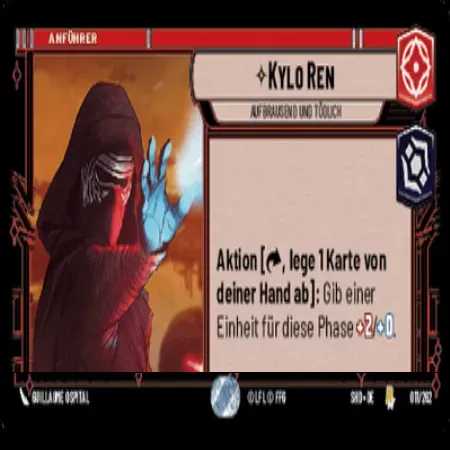 ANFÜHRER
KYLO REN
AUFBRAUSEND UND TÖDLICH
Aktion [, lege 1 Karte von
deiner Hand ab]: Gib einer
Einheit für diese Phase +2/+0.
GUILLAUME OSPITAL
©LFL © FFG
SHD • DE
011/262